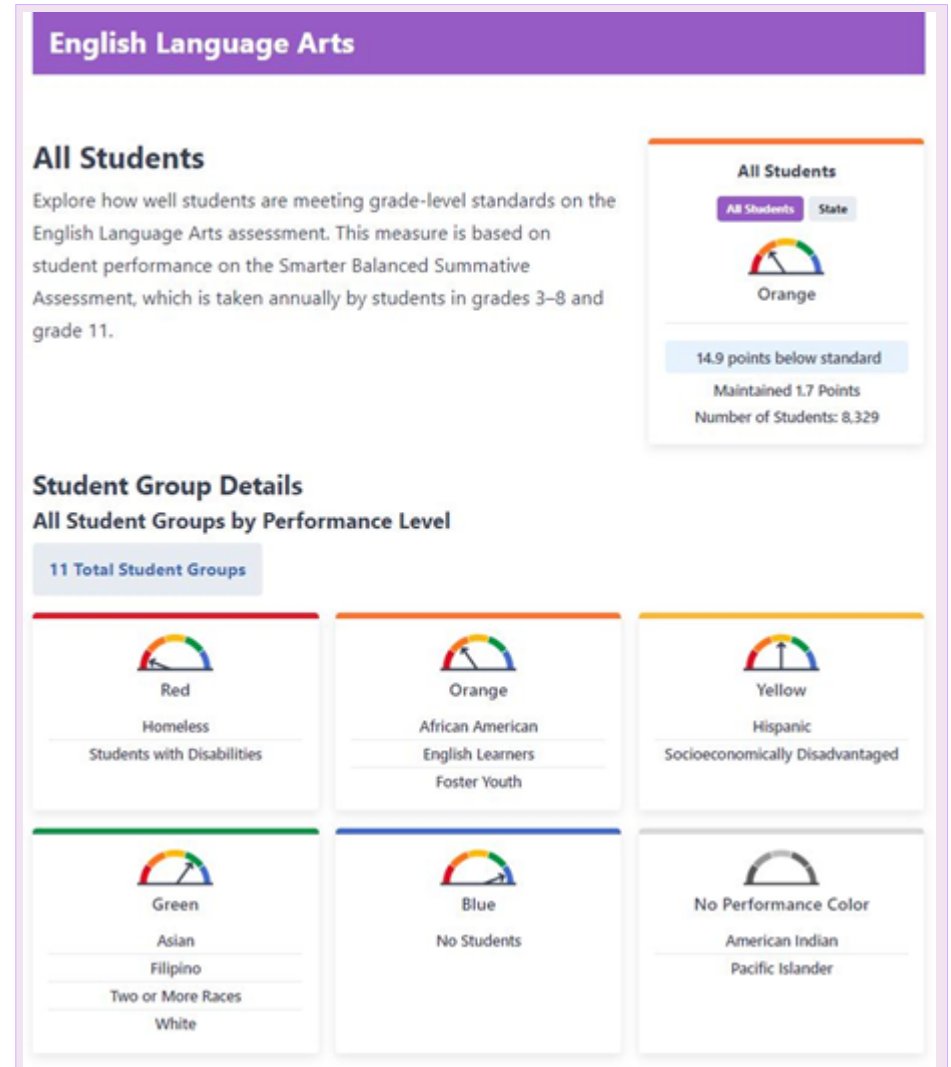 English Language Arts
All Students
Explore how well students are meeting grade-level standards on the
English Language Arts assessment. This measure is based on
student performance on the Smarter Balanced Summative
Assessment, which is taken annually by students in grades 3–8 and
grade 11.
All Students
All Students State
Orange
14.9 points below standard
Maintained 1.7 Points
Number of Students: 8,329
Student Group Details
All Student Groups by Performance Level
11 Total Student Groups
Red
Homeless
Students with Disabilities
Orange
African American
English Learners
Foster Youth
Yellow
Hispanic
Socioeconomically Disadvantaged
Green
Asian
Filipino
Two or More Races
White
Blue
No Students
No Performance Color
American Indian
Pacific Islander